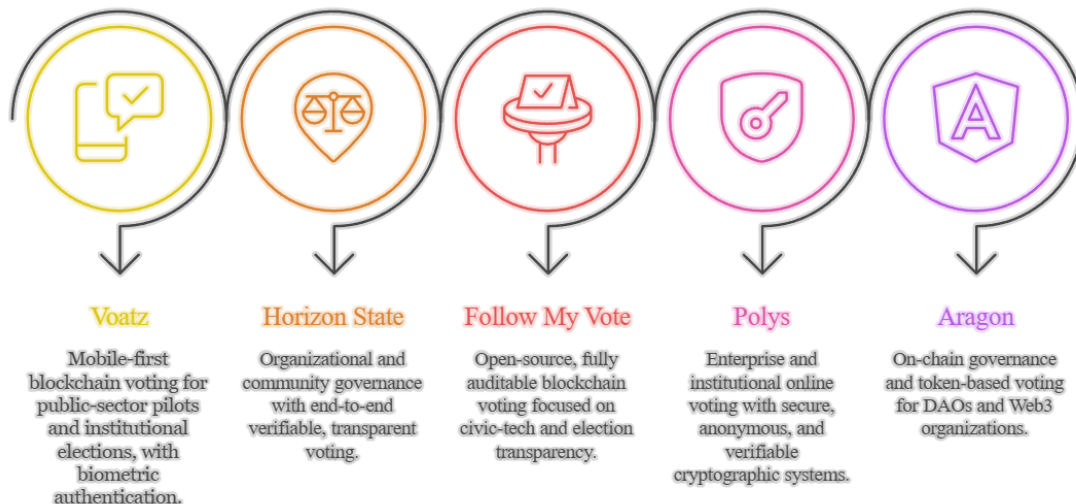 Voatz
Mobile-first
blockchain voting for
public-sector pilots
and institutional
elections, with
biometric
authentication.
Horizon State
Organizational and
community governance
with end-to-end
verifiable, transparent
voting.
Follow My Vote
Open-source, fully
auditable blockchain
voting focused on
civic-tech and election
transparency.
Polys
Enterprise and
institutional online
voting with secure,
anonymous, and
verifiable
cryptographic systems.
Aragon
On-chain governance
and token-based voting
for DAOs and Web3
organizations.